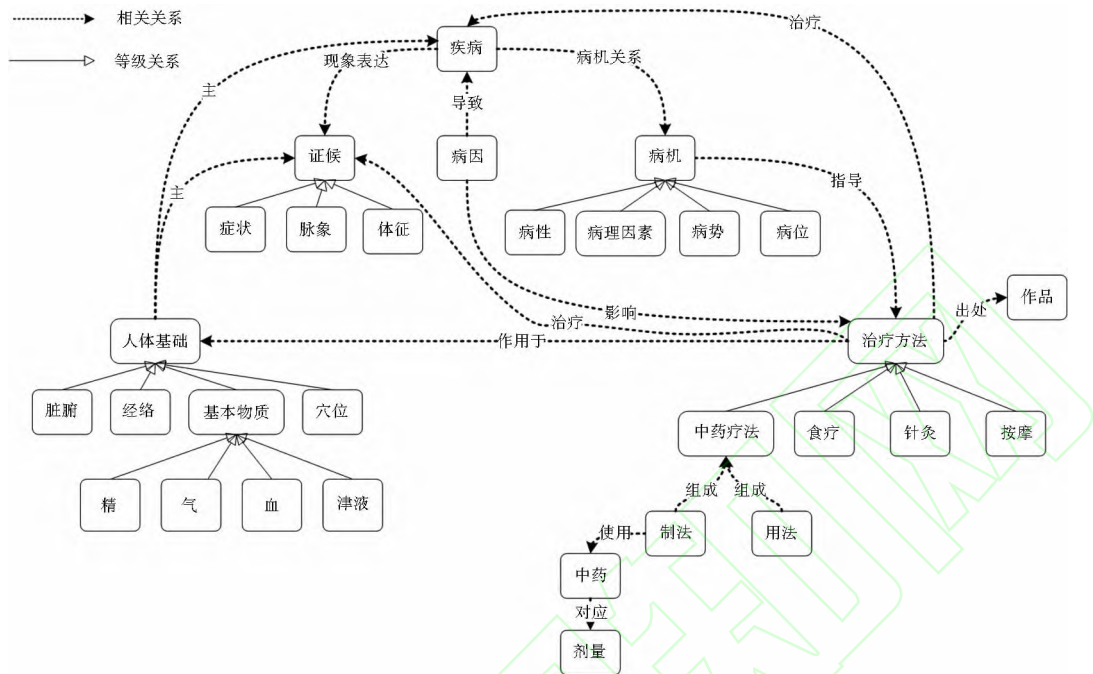 相关关系
等级关系
治疗
疾病
现象表达
病机关系
主
导致
证候
病因
病机
主
指导
症状
脉象
体征
病性
病理因素
病势
病位
作品
出处
影响
治疗
人体基础
作用于
治疗方法
脏腑
经络
基本物质
穴位
中药疗法
食疗
针灸
按摩
精
气
血
津液
组成
组成
使用
制法
用法
中药
对应
剂量